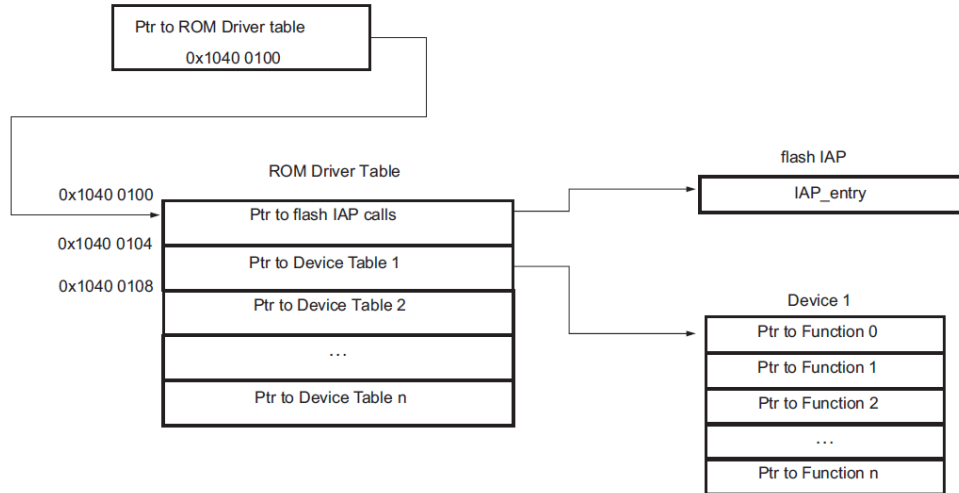 Ptr to ROM Driver table
0x1040 0100
ROM Driver Table
0x1040 0100
Ptr to flash IAP calls
0x1040 0104
Ptr to Device Table 1
0x1040 0108
Ptr to Device Table 2
...
Ptr to Device Table n
flash IAP
IAP_entry
Device 1
Ptr to Function 0
Ptr to Function 1
Ptr to Function 2
...
Ptr to Function n